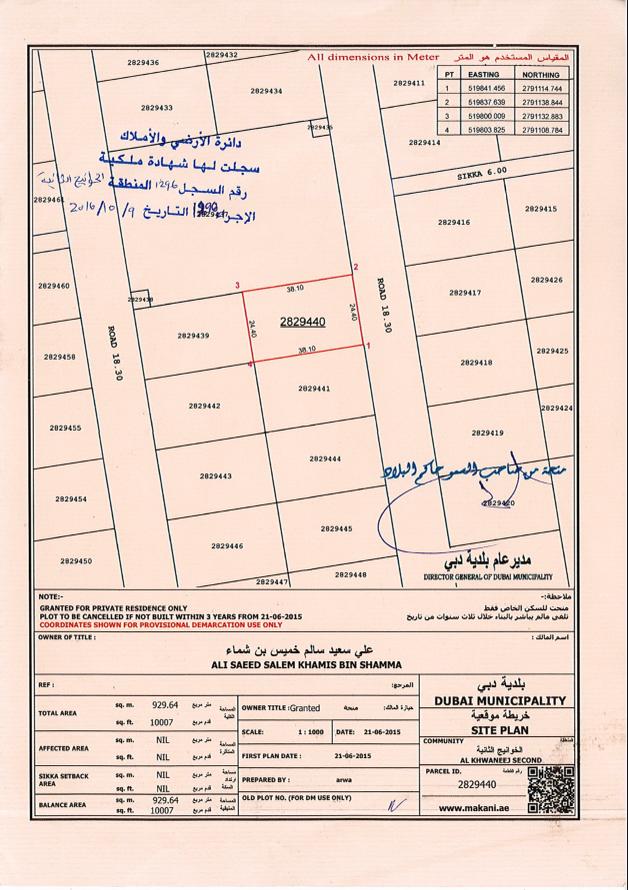 All dimensions in Meter المقياس المستخدم هو المتر
PT EASTING NORTHING
1 519841.456 2791114.744
2 519837.639 2791138.844
3 519800.009 2791132.883
4 519803.825 2791108.784
2829436
2829432
2829434
2829433
2829411
2829414
SIKKA 6.00
2829416
2829415
دائرة الأراضي والأملاك
سجلت لها شهادة ملكية
رقم السجل 1296 المنطقة الخوانيج الثانية
التاريخ 2016/10/9
2829460
2829417
2829426
2
3
38.10
ROAD 18.30
ROAD 18.30
2829440
24.40
24.40
38.10
1
4
2829439
2829458
2829418
2829425
2829441
2829442
2829424
2829455
2829419
2829444
2829443
2829454
منحة من صاحب السمو حاكم البلاد
2829420
2829445
2829446
2829450
2829447
2829448
مدير عام بلدية دبي
DIRECTOR GENERAL OF DUBAI MUNICIPALITY
NOTE:- ملاحظة:-
GRANTED FOR PRIVATE RESIDENCE ONLY منحت للسكن الخاص فقط
PLOT TO BE CANCELLED IF NOT BUILT WITHIN 3 YEARS FROM 21-06-2015 تلغى مالم يباشر بالبناء خلال ثلاث سنوات من تاريخ
COORDINATES SHOWN FOR PROVISIONAL DEMARCATION USE ONLY
OWNER OF TITLE : اسم المالك :
علي سعيد سالم خميس بن شماء
ALI SAEED SALEM KHAMIS BIN SHAMMA
REF : المرجع:
TOTAL AREA sq. m. 929.64 متر مربع المساحة الكلية
sq. ft. 10007 قدم مربع
AFFECTED AREA sq. m. NIL متر مربع المساحة المتأثرة
sq. ft. NIL قدم مربع
SIKKA SETBACK AREA sq. m. NIL متر مربع مساحة ارتداد السكة
sq. ft. NIL قدم مربع
BALANCE AREA sq. m. 929.64 متر مربع المساحة المتبقية
sq. ft. 10007 قدم مربع
OWNER TITLE :Granted منحة حيازة المالك:
SCALE: 1 : 1000 DATE: 21-06-2015
FIRST PLAN DATE : 21-06-2015
PREPARED BY : arwa
OLD PLOT NO. (FOR DM USE ONLY)
بلدية دبي
DUBAI MUNICIPALITY
خريطة موقعية
SITE PLAN
COMMUNITY
الخوانيج الثانية
AL KHWANEEJ SECOND
PARCEL ID. رقم قطعة
2829440
www.makani.ae